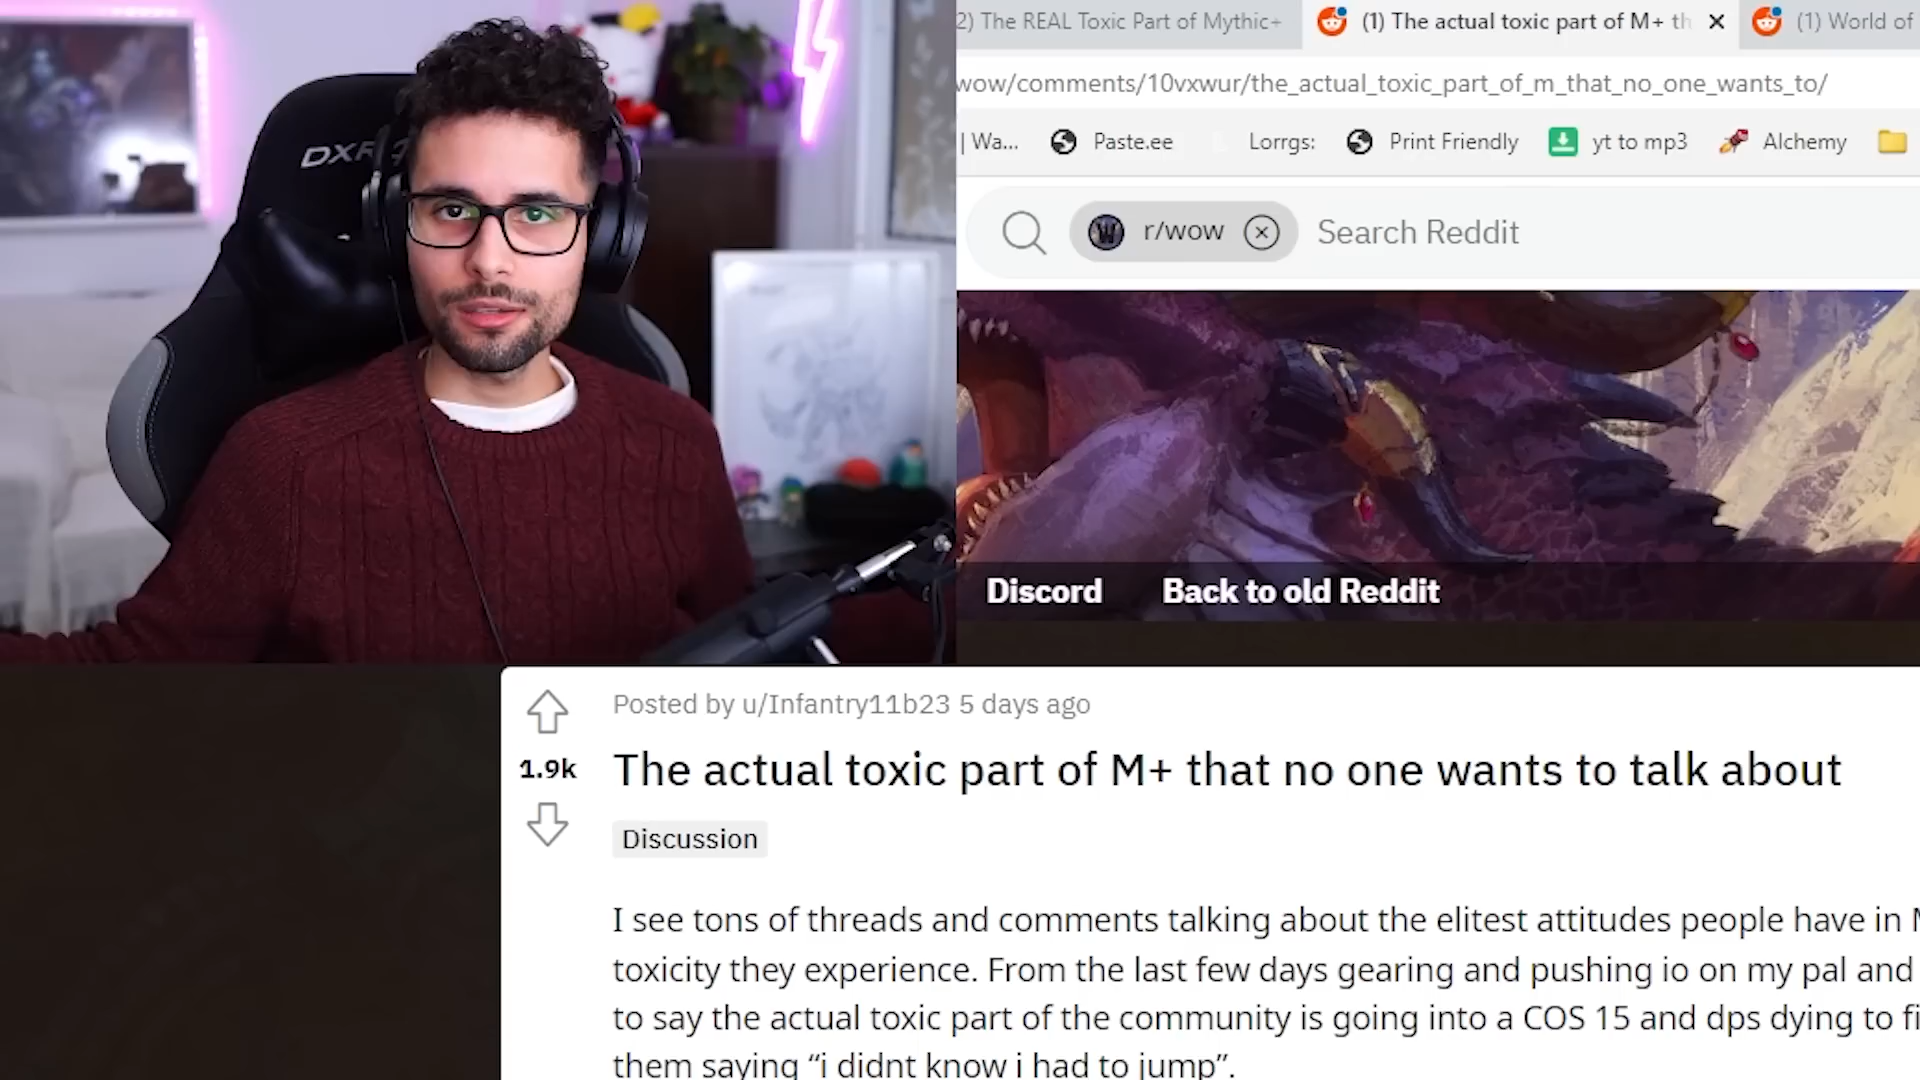 DXR
2) The REAL Toxic Part of Mythic+
(1) The actual toxic part of M+ th
(1) World of
wow/comments/10vxwur/the_actual_toxic_part_of_m_that_no_one_wants_to/
| Wa...
Paste.ee
Lorrgs:
Print Friendly
yt to mp3
Alchemy
r/wow
Search Reddit
Discord
Back to old Reddit
Posted by u/Infantry11b23 5 days ago
1.9k
The actual toxic part of M+ that no one wants to talk about
Discussion
I see tons of threads and comments talking about the elitest attitudes people have in M
toxicity they experience. From the last few days gearing and pushing io on my pal and
to say the actual toxic part of the community is going into a COS 15 and dps dying to fi
them saying “i didnt know i had to jump”.